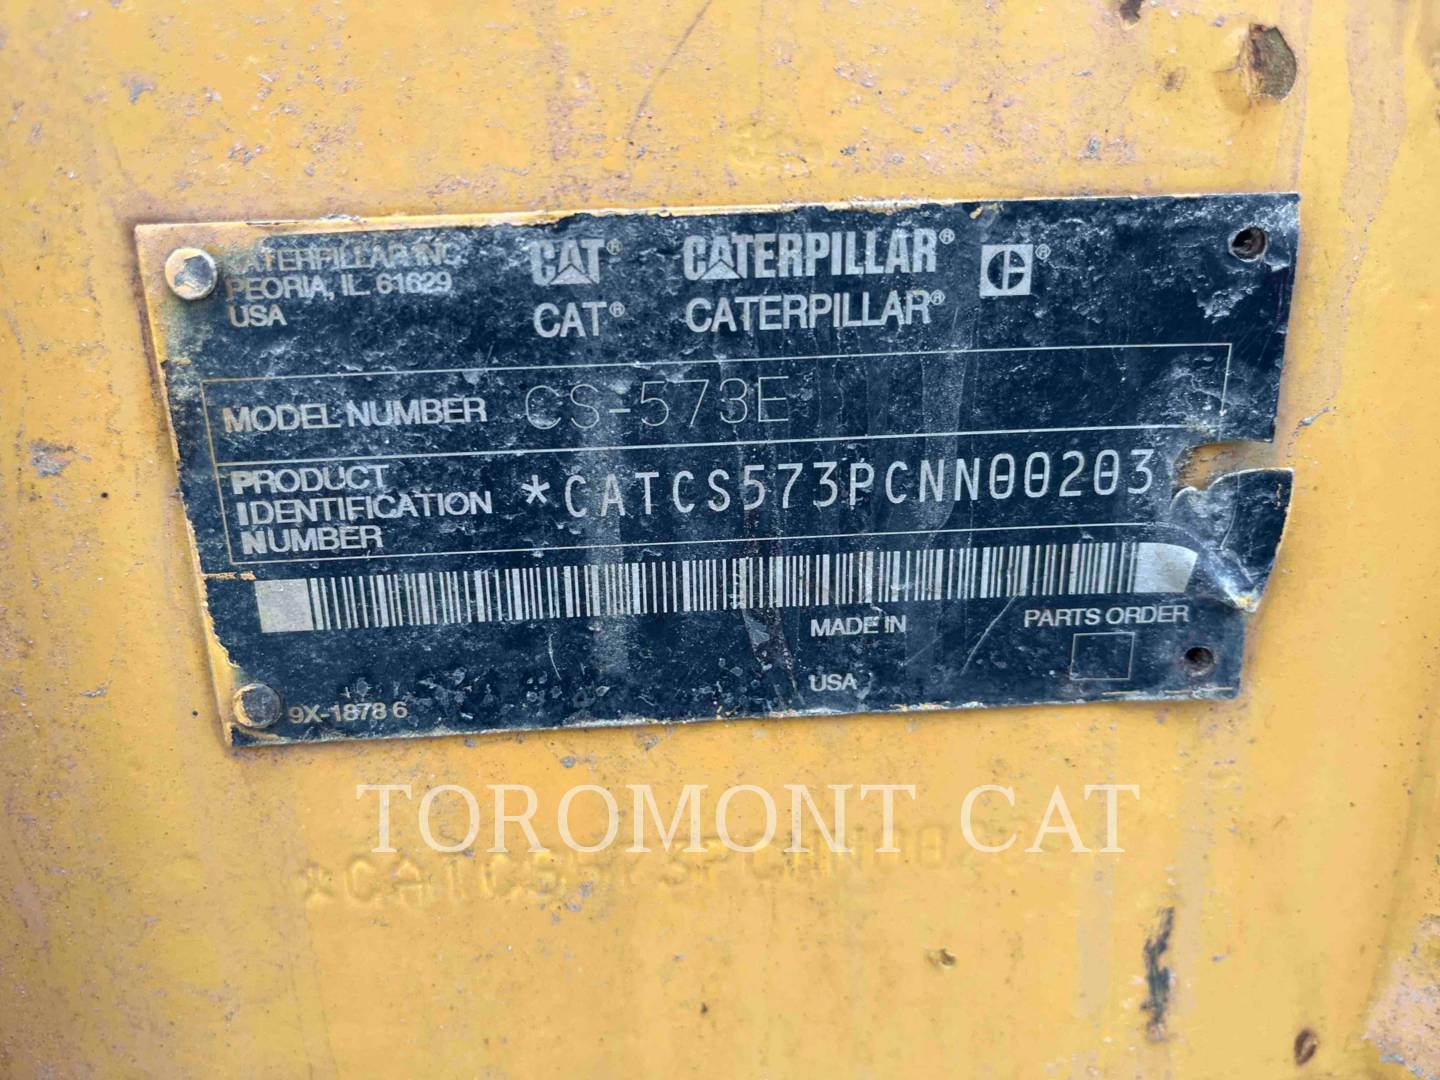 CATERPILLAR INC.
PEORIA, IL. 61629
USA
CAT® CATERPILLAR® ®
CAT® CATERPILLAR®
MODEL NUMBER CS-573E
PRODUCT
IDENTIFICATION
NUMBER *CATCS573PCNN00203
MADE IN
USA
PARTS ORDER
9X-1878 6
TOROMONT CAT
*CATCS573PCNN002